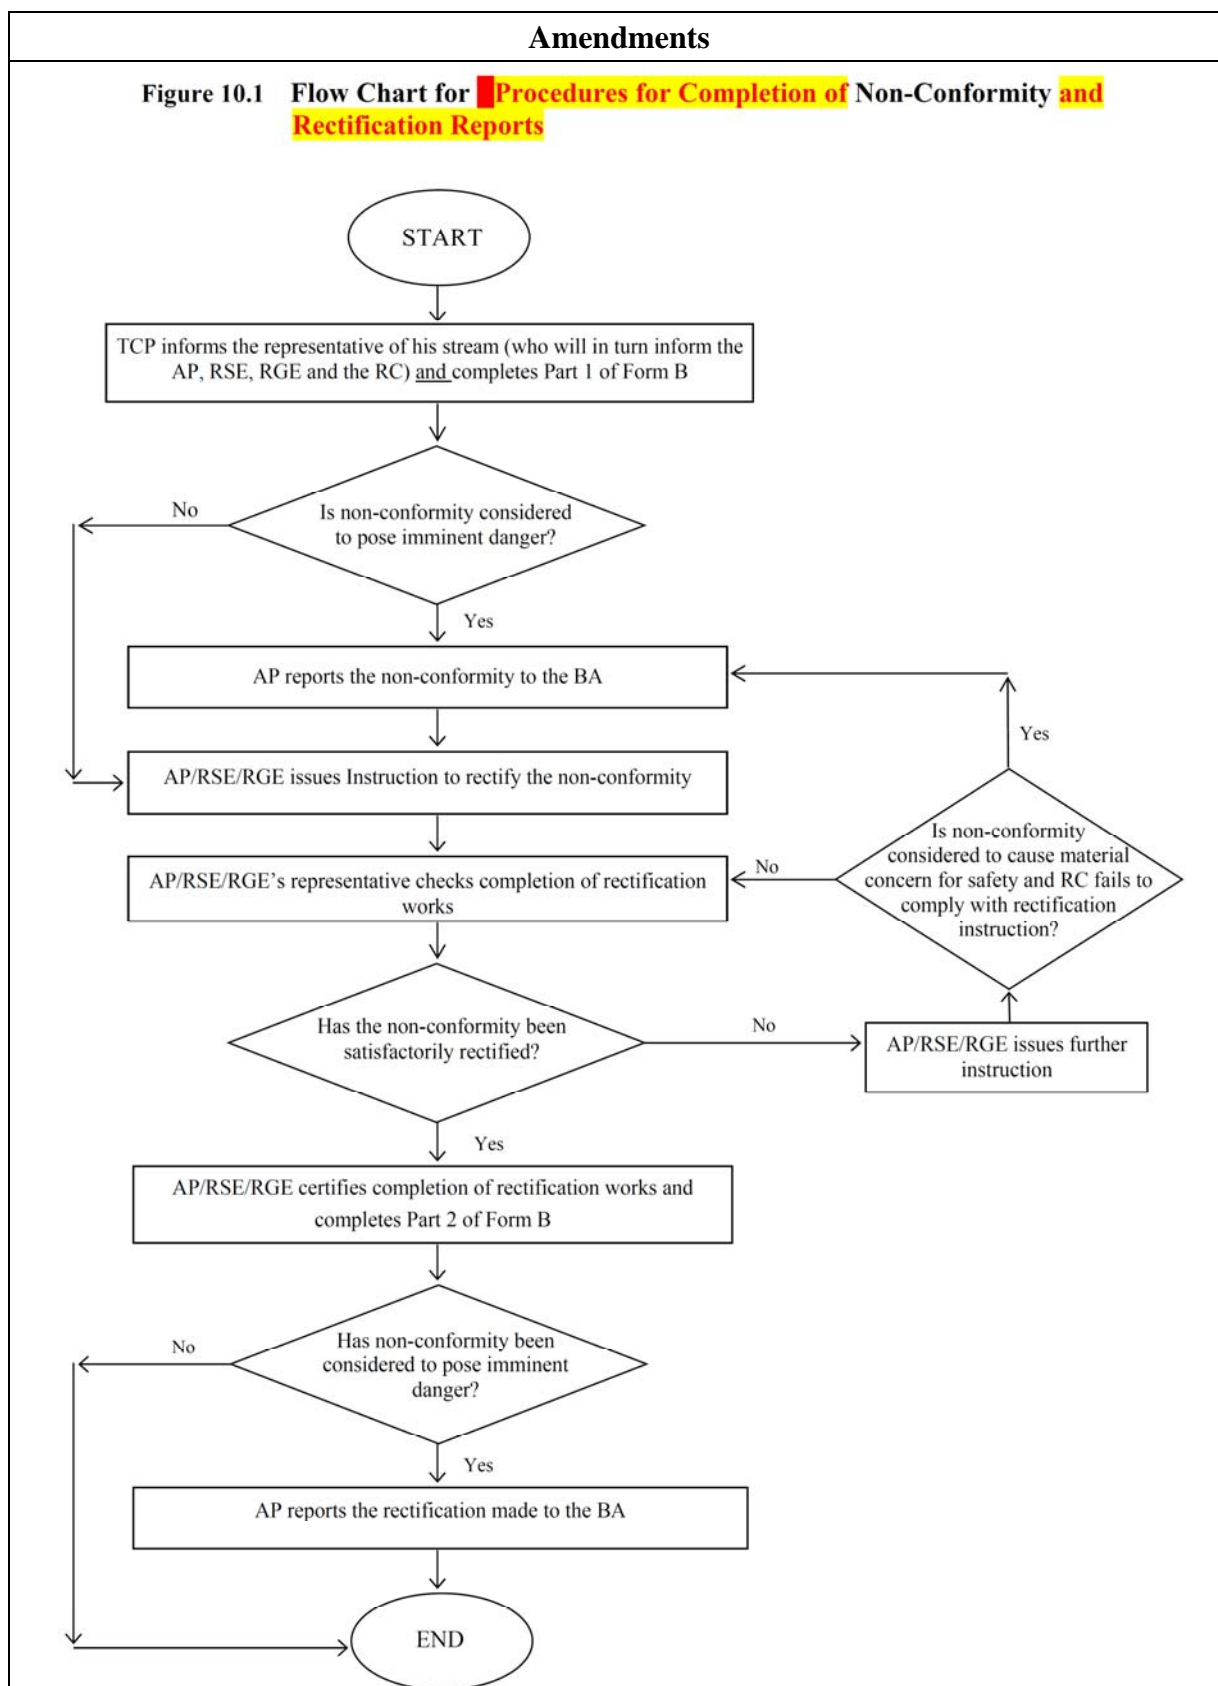 Amendments
Figure 10.1 Flow Chart for Procedures for Completion of Non-Conformity and
Rectification Reports
START
TCP informs the representative of his stream (who will in turn inform the
AP, RSE, RGE and the RC) and completes Part 1 of Form B
No
Is non-conformity considered
to pose imminent danger?
Yes
AP reports the non-conformity to the BA
Yes
AP/RSE/RGE issues Instruction to rectify the non-conformity
Is non-conformity
considered to cause material
concern for safety and RC fails to
comply with rectification
instruction?
No
AP/RSE/RGE’s representative checks completion of rectification
works
Has the non-conformity been
satisfactorily rectified?
No
AP/RSE/RGE issues further
instruction
Yes
AP/RSE/RGE certifies completion of rectification works and
completes Part 2 of Form B
No
Has non-conformity been
considered to pose imminent
danger?
Yes
AP reports the rectification made to the BA
END